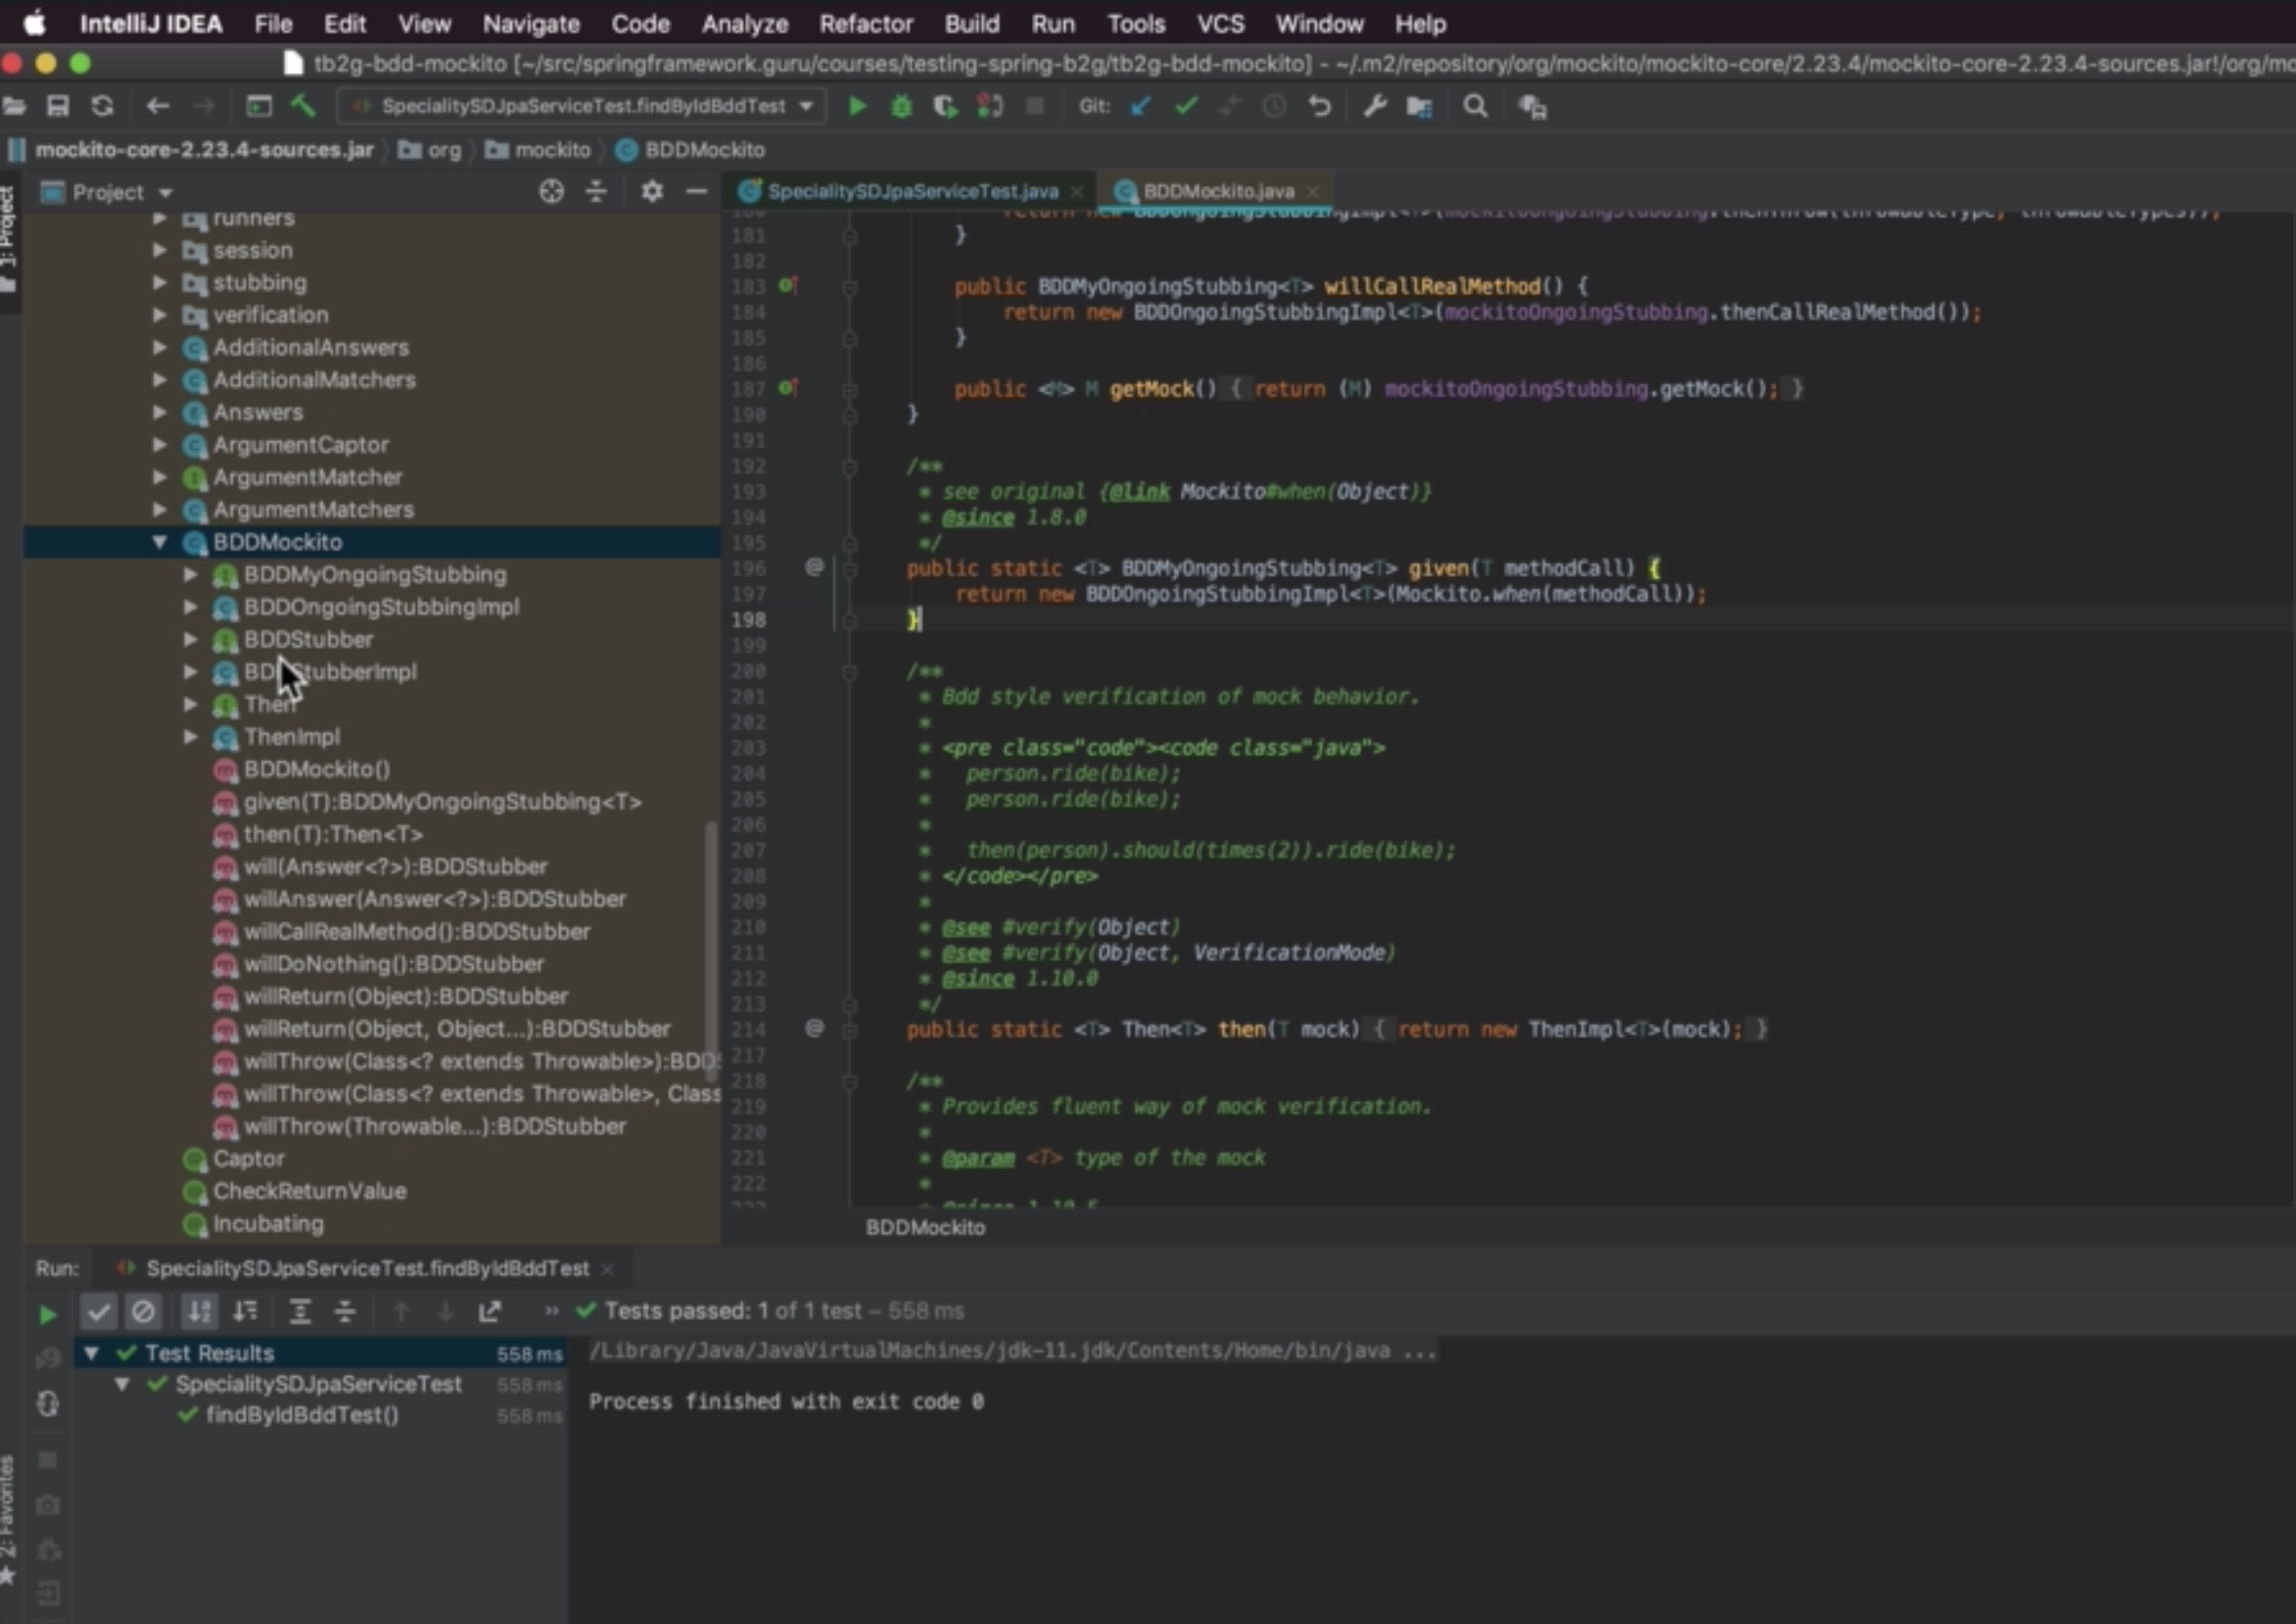 IntelliJ IDEA File Edit View Navigate Code Analyze Refactor Build Run Tools VCS Window Help
tb2g-bdd-mockito [~/src/springframework.guru/courses/testing-spring-b2g/tb2g-bdd-mockito] - ~/.m2/repository/org/mockito/mockito-core/2.23.4/mockito-core-2.23.4-sources.jar!/org/mo
SpecialitySDJpaServiceTest.findByIdBddTest Git:
mockito-core-2.23.4-sources.jar org mockito BDDMockito
1: Project
Project
runners
session
stubbing
verification
AdditionalAnswers
AdditionalMatchers
Answers
ArgumentCaptor
ArgumentMatcher
ArgumentMatchers
BDDMockito
BDDMyOngoingStubbing
BDDOngoingStubbingImpl
BDDStubber
BDDStubberImpl
Then
ThenImpl
BDDMockito()
given(T):BDDMyOngoingStubbing<T>
then(T):Then<T>
will(Answer<?>):BDDStubber
willAnswer(Answer<?>):BDDStubber
willCallRealMethod():BDDStubber
willDoNothing():BDDStubber
willReturn(Object):BDDStubber
willReturn(Object, Object...):BDDStubber
willThrow(Class<? extends Throwable>):BDDS
willThrow(Class<? extends Throwable>, Class
willThrow(Throwable...):BDDStubber
Captor
CheckReturnValue
Incubating
SpecialitySDJpaServiceTest.java BDDMockito.java
180 return new BDDOngoingStubbingImpl<T>(mockitoOngoingStubbing.thenThrow(throwableType, throwableTypes));
181 }
182
183 public BDDMyOngoingStubbing<T> willCallRealMethod() {
184 return new BDDOngoingStubbingImpl<T>(mockitoOngoingStubbing.thenCallRealMethod());
185 }
186
187 public <M> M getMock() { return (M) mockitoOngoingStubbing.getMock(); }
190 }
191
192 /**
193 * see original {@link Mockito#when(Object)}
194 * @since 1.8.0
195 */
196 @ public static <T> BDDMyOngoingStubbing<T> given(T methodCall) {
197 return new BDDOngoingStubbingImpl<T>(Mockito.when(methodCall));
198 }
199
200 /**
201 * Bdd style verification of mock behavior.
202 *
203 * <pre class="code"><code class="java">
204 * person.ride(bike);
205 * person.ride(bike);
206 *
207 * then(person).should(times(2)).ride(bike);
208 * </code></pre>
209 *
210 * @see #verify(Object)
211 * @see #verify(Object, VerificationMode)
212 * @since 1.10.0
213 */
214 @ public static <T> Then<T> then(T mock) { return new ThenImpl<T>(mock); }
217
218 /**
219 * Provides fluent way of mock verification.
220 *
221 * @param <T> type of the mock
222 *
223 * @since 1.10.5
BDDMockito
Run: SpecialitySDJpaServiceTest.findByIdBddTest
» Tests passed: 1 of 1 test – 558 ms
Test Results 558 ms
SpecialitySDJpaServiceTest 558 ms
findByIdBddTest() 558 ms
/Library/Java/JavaVirtualMachines/jdk-11.jdk/Contents/Home/bin/java ...
Process finished with exit code 0
2: Favorites